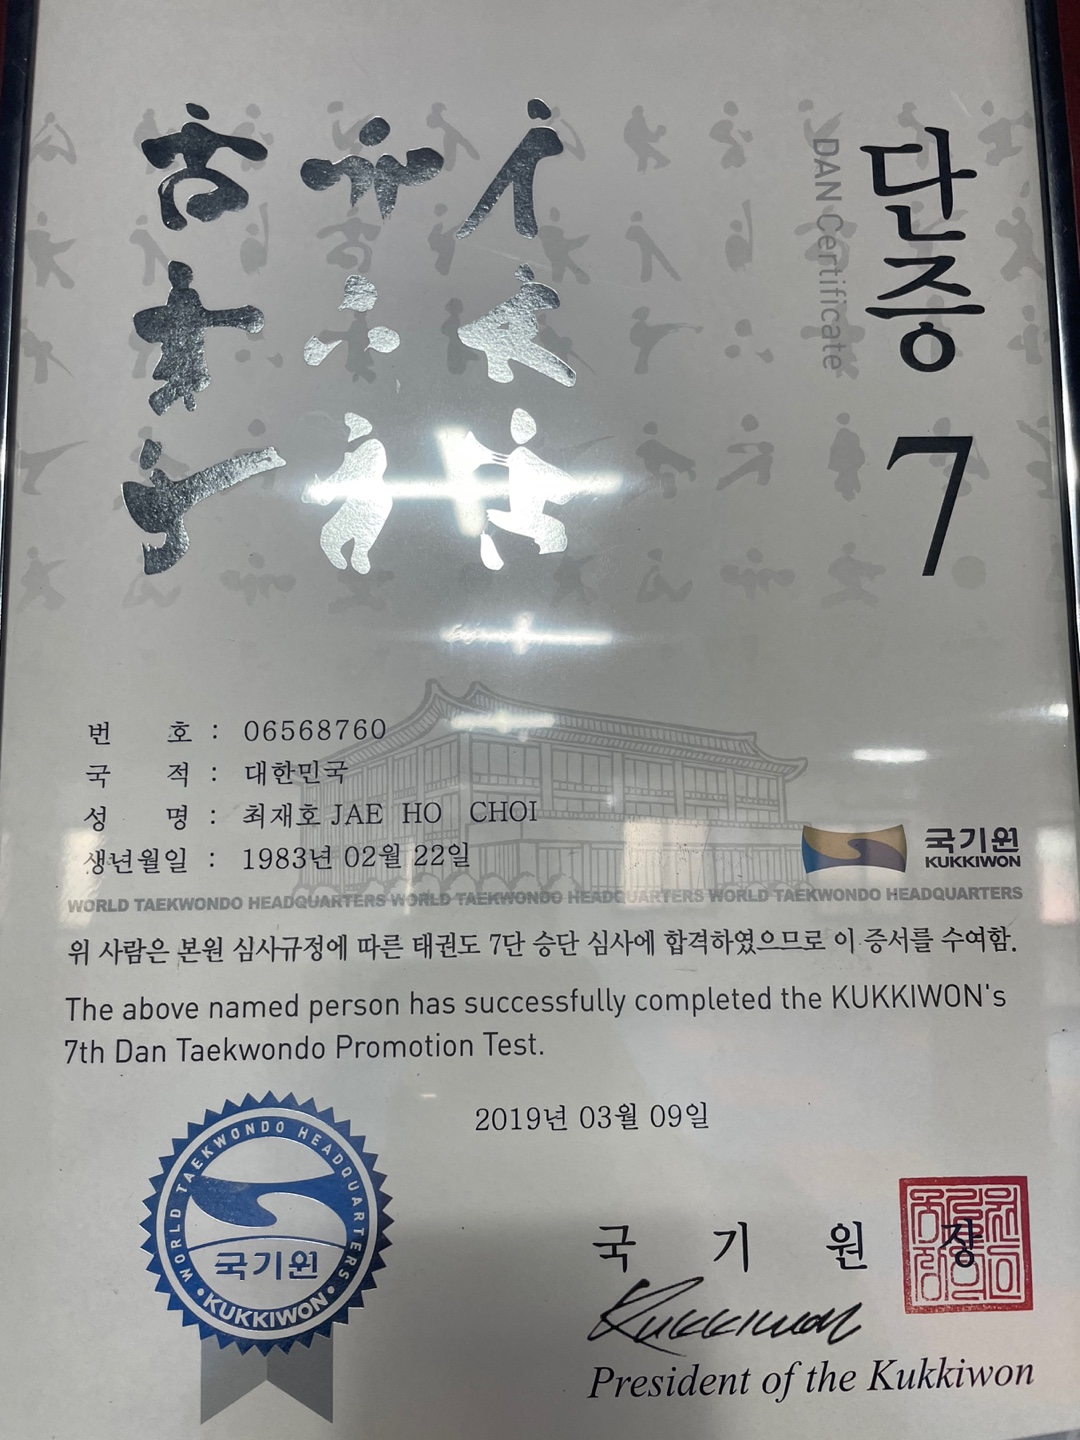 단증 7
DAN Certificate
번 호 : 06568760
국 적 : 대한민국
성 명 : 최재호 JAE HO CHOI
생년월일 : 1983년 02월 22일
국기원
KUKKIWON
WORLD TAEKWONDO HEADQUARTERS WORLD TAEKWONDO HEADQUARTERS WORLD TAEKWONDO HEADQUARTERS
위 사람은 본원 심사규정에 따른 태권도 7단 승단 심사에 합격하였으므로 이 증서를 수여함.
The above named person has successfully completed the KUKKIWON's
7th Dan Taekwondo Promotion Test.
2019년 03월 09일
WORLD TAEKWONDO HEADQUARTERS
국기원
KUKKIWON
국 기 원 장
Kukkiwon
President of the Kukkiwon